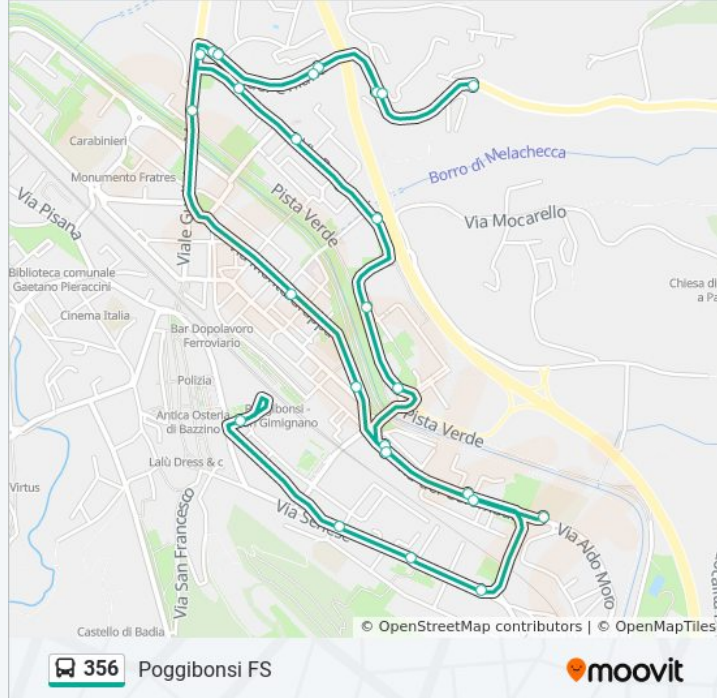 Carabinieri
Monumento Fratres
Borro di Melachecca
Via Pisana
Pista Verde
Via Mocarello
Viale
Biblioteca comunale
Gaetano Pieraccini
Chiesa di
a Pa
Cinema Italia
Bar Dopolavoro
Ferroviario
Polizia
Antica Osteria
di Bazzino
Poggibonsi -
Gimignano
Pista Verde
Lalù Dress & c
Virtus
Via San Francesco
Via Senese
Via Aldo Moro
Castello di Badia
© OpenStreetMap contributors | © OpenMapTiles
356 Poggibonsi FS
moovit